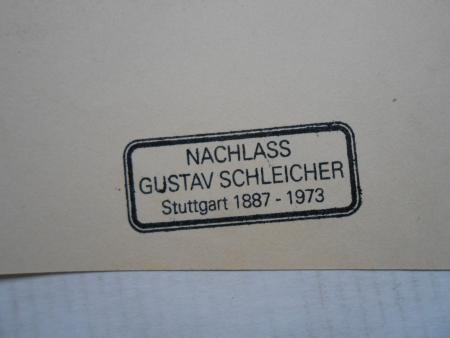 NACHLASS
GUSTAV SCHLEICHER
Stuttgart 1887 - 1973